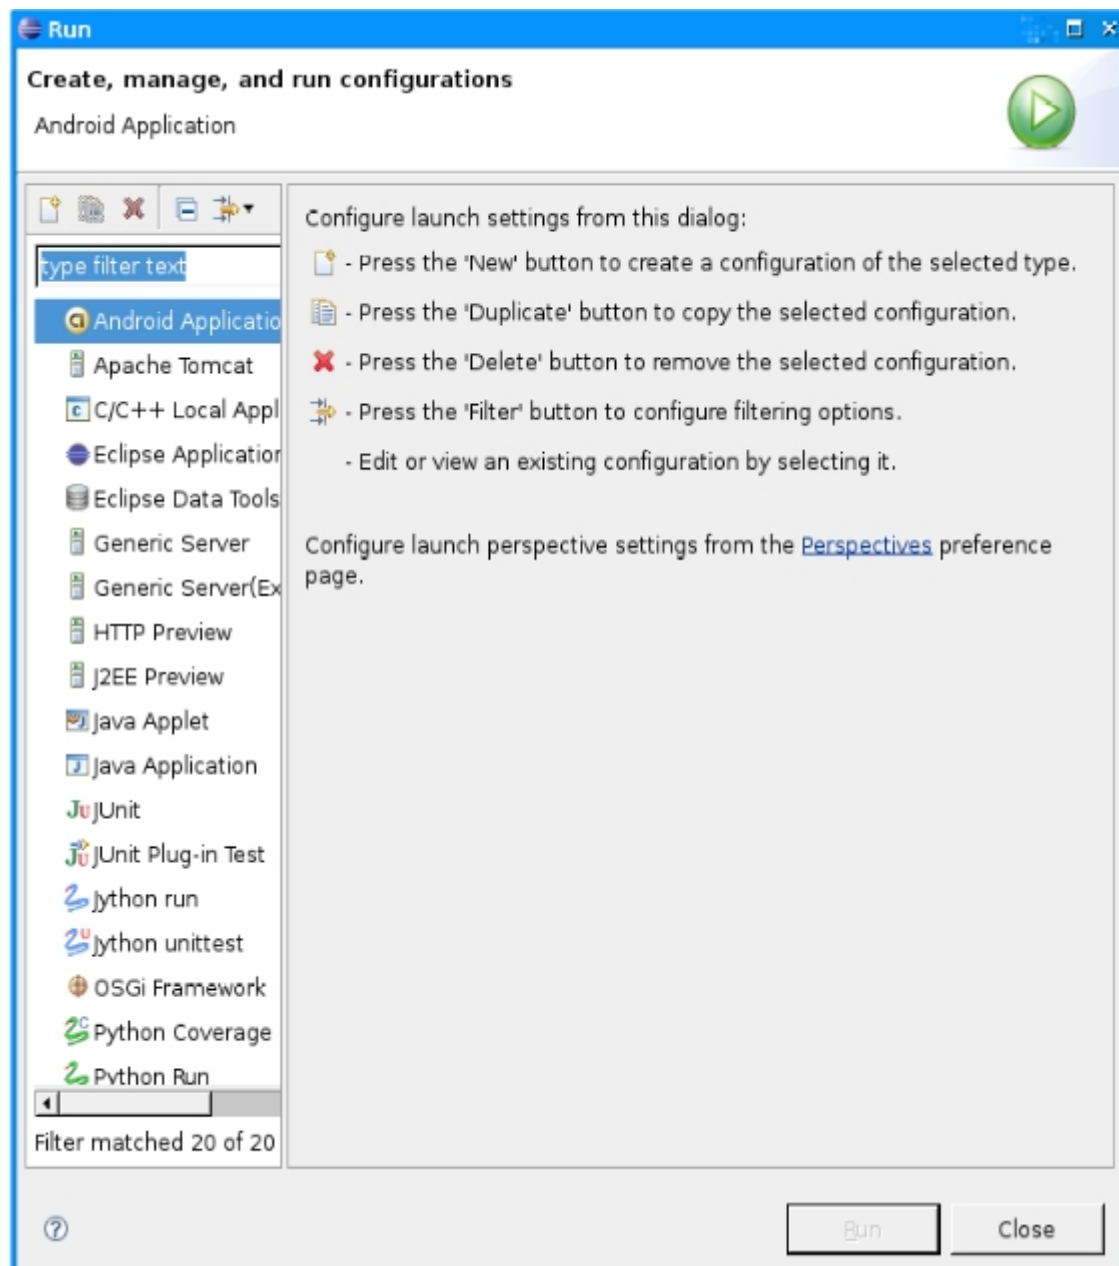 Run
Create, manage, and run configurations
Android Application
type filter text
Android Applicatio
Apache Tomcat
C/C++ Local Appl
Eclipse Application
Eclipse Data Tools
Generic Server
Generic Server(Ex
HTTP Preview
J2EE Preview
Java Applet
Java Application
JUnit
JUnit Plug-in Test
Jython run
Jython unittest
OSGi Framework
Python Coverage
Python Run
Filter matched 20 of 20
Configure launch settings from this dialog:
- Press the 'New' button to create a configuration of the selected type.
- Press the 'Duplicate' button to copy the selected configuration.
- Press the 'Delete' button to remove the selected configuration.
- Press the 'Filter' button to configure filtering options.
- Edit or view an existing configuration by selecting it.
Configure launch perspective settings from the Perspectives preference
page.
Run
Close